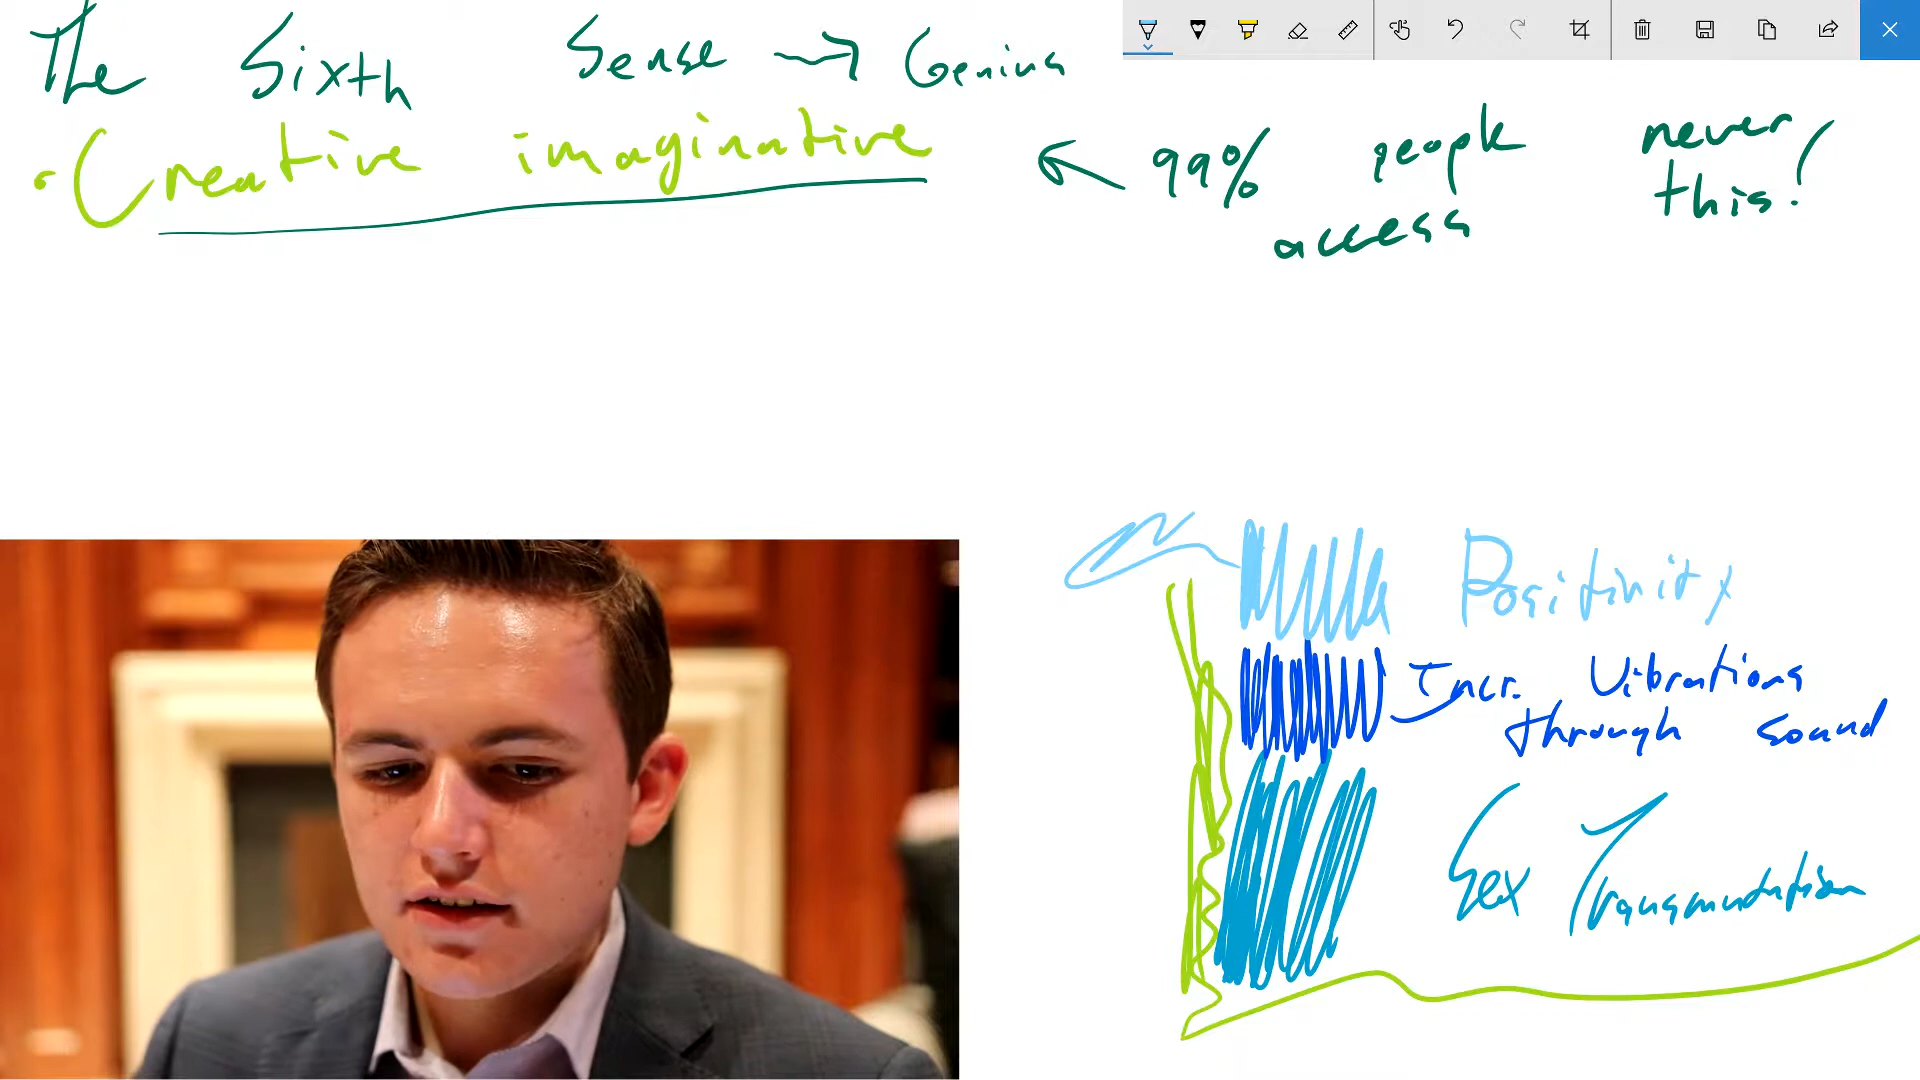 The Sixth Sense → Genius
• Creative imaginative
← 99% people never
access this!
Positivity
Incr. Vibrations
through sound
Sex Transmutation